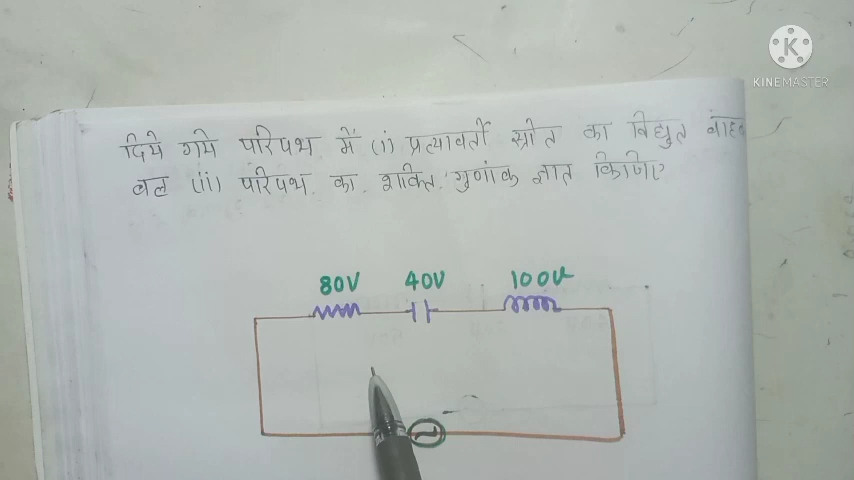 K
KINEMASTER
दिये गये परिपथ में (i) प्रत्यावर्ती स्रोत का विद्युत वाहक
बल (ii) परिपथ का शक्ति गुणांक ज्ञात किजिए
80V 40V 100V
~